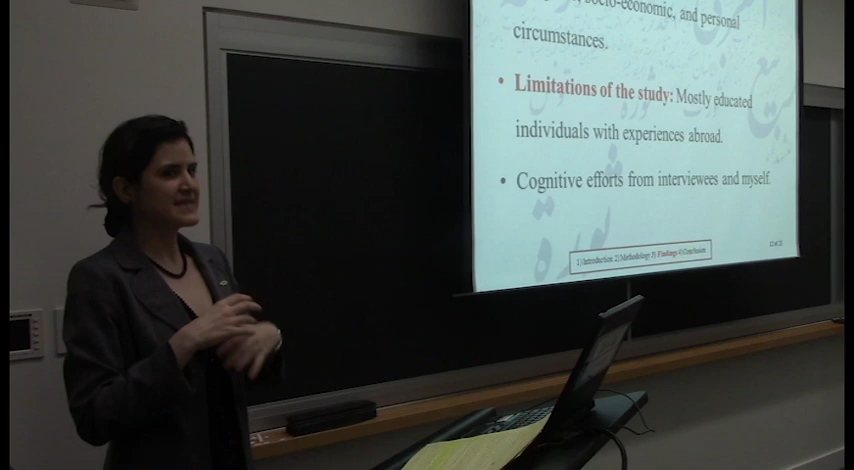 socio-economic, and personal
circumstances.
• Limitations of the study: Mostly educated
individuals with experiences abroad.
• Cognitive efforts from interviewees and myself.
1) Introduction 2) Methodology 3) Findings 4) Conclusion